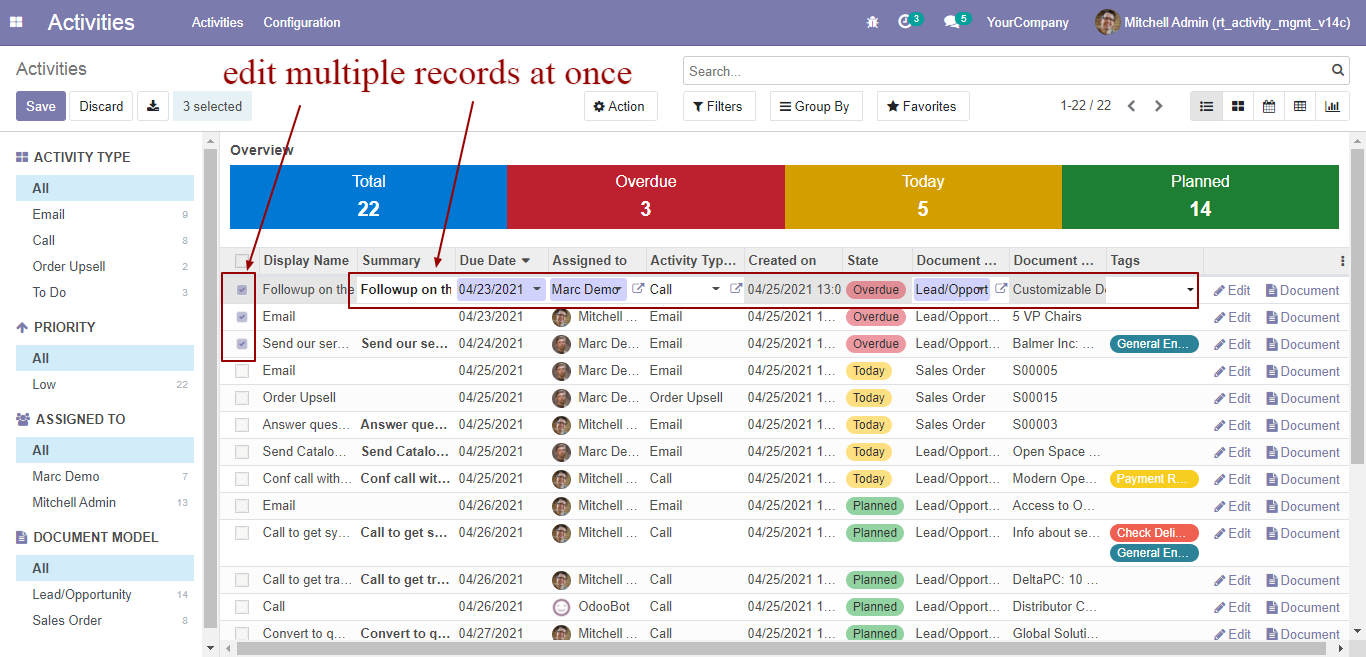 Activities Activities Configuration 3 5 YourCompany Mitchell Admin (rt_activity_mgmt_v14c)
Activities
edit multiple records at once
Search...
Save Discard 3 selected Action Filters Group By Favorites 1-22 / 22
ACTIVITY TYPE
All
Email 9
Call 8
Order Upsell 2
To Do 3
PRIORITY
All
Low 22
ASSIGNED TO
All
Marc Demo 7
Mitchell Admin 13
DOCUMENT MODEL
All
Lead/Opportunity 14
Sales Order 8
Overview
Total Overdue Today Planned
22 3 5 14
Display Name Summary Due Date Assigned to Activity Typ... Created on State Document ... Document ... Tags
Followup on the Followup on th 04/23/2021 Marc Demo Call 04/25/2021 13:0 Overdue Lead/Opport Customizable D Edit Document
Email 04/23/2021 Mitchell ... Email 04/25/2021 1... Overdue Lead/Opport... 5 VP Chairs Edit Document
Send our ser... Send our se... 04/24/2021 Marc De... Email 04/25/2021 1... Overdue Lead/Opport... Balmer Inc: ... General En... Edit Document
Email 04/25/2021 Marc De... Email 04/25/2021 1... Today Sales Order S00005 Edit Document
Order Upsell 04/25/2021 Marc De... Order Upsell 04/25/2021 1... Today Sales Order S00015 Edit Document
Answer ques... Answer que... 04/25/2021 Mitchell ... Email 04/25/2021 1... Today Sales Order S00003 Edit Document
Send Catalo... Send Catalo... 04/25/2021 Marc De... Email 04/25/2021 1... Today Lead/Opport... Open Space ... Edit Document
Conf call with... Conf call wit... 04/25/2021 Mitchell ... Call 04/25/2021 1... Today Lead/Opport... Modern Ope... Payment R... Edit Document
Email 04/26/2021 Mitchell ... Email 04/25/2021 1... Planned Lead/Opport... Access to O... Edit Document
Call to get sy... Call to get s... 04/26/2021 Mitchell ... Call 04/25/2021 1... Planned Lead/Opport... Info about se... Check Deli... Edit Document
General En...
Call to get tra... Call to get tr... 04/26/2021 Mitchell ... Call 04/25/2021 1... Planned Lead/Opport... DeltaPC: 10 ... Edit Document
Call 04/26/2021 OdooBot Call 04/25/2021 1... Planned Lead/Opport... Distributor C... Edit Document
Convert to q... Convert to q... 04/27/2021 Mitchell ... Email 04/25/2021 1... Planned Lead/Opport... Global Soluti... Edit Document